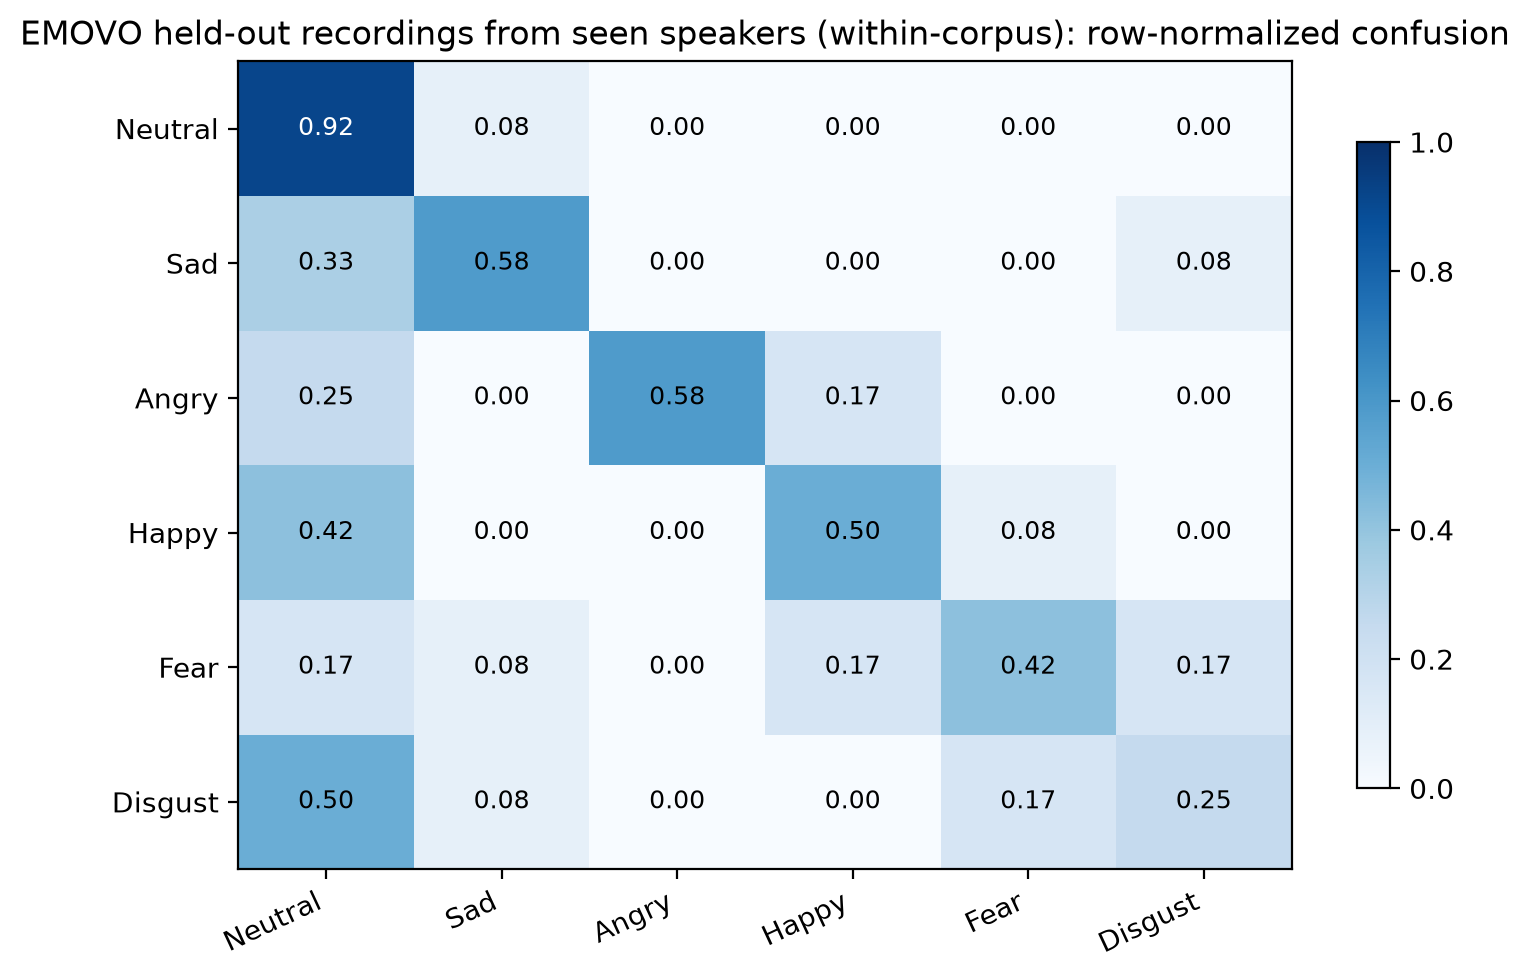 EMOVO held-out recordings from seen speakers (within-corpus): row-normalized confusion
Neutral 0.92 0.08 0.00 0.00 0.00 0.00
Sad 0.33 0.58 0.00 0.00 0.00 0.08
Angry 0.25 0.00 0.58 0.17 0.00 0.00
Happy 0.42 0.00 0.00 0.50 0.08 0.00
Fear 0.17 0.08 0.00 0.17 0.42 0.17
Disgust 0.50 0.08 0.00 0.00 0.17 0.25
Neutral Sad Angry Happy Fear Disgust
1.0
0.8
0.6
0.4
0.2
0.0